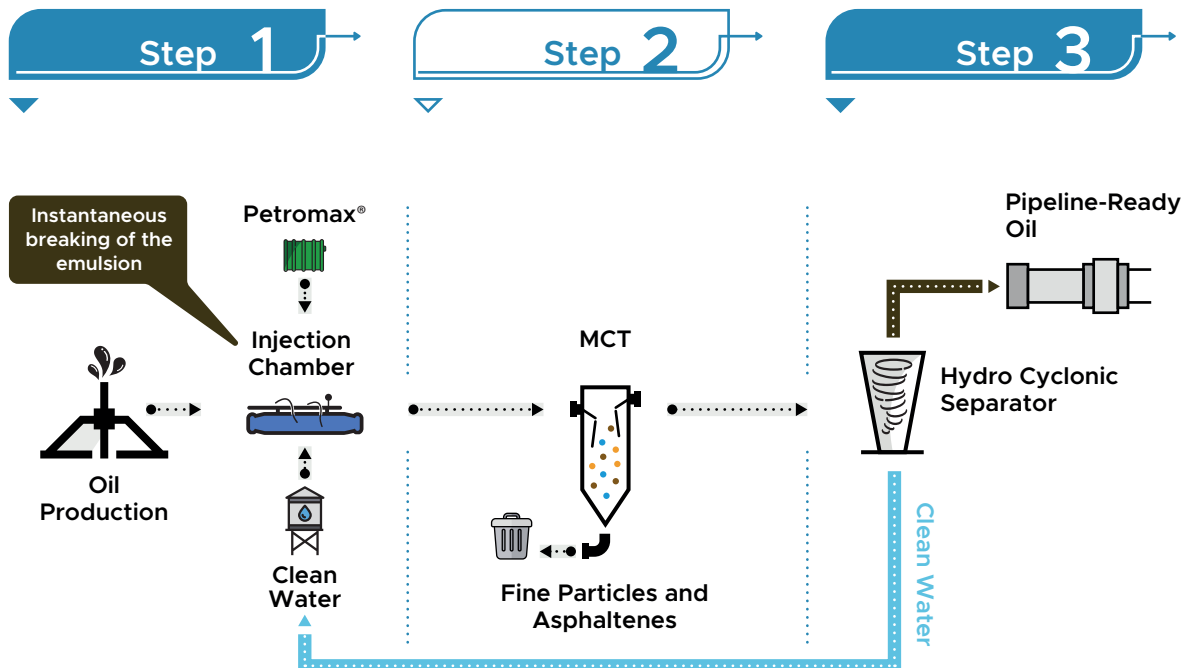 Step 1
Step 2
Step 3
Instantaneous
breaking of the
emulsion
Petromax®
Injection
Chamber
Oil
Production
Clean
Water
MCT
Fine Particles and
Asphaltenes
Pipeline-Ready
Oil
Hydro Cyclonic
Separator
Clean Water